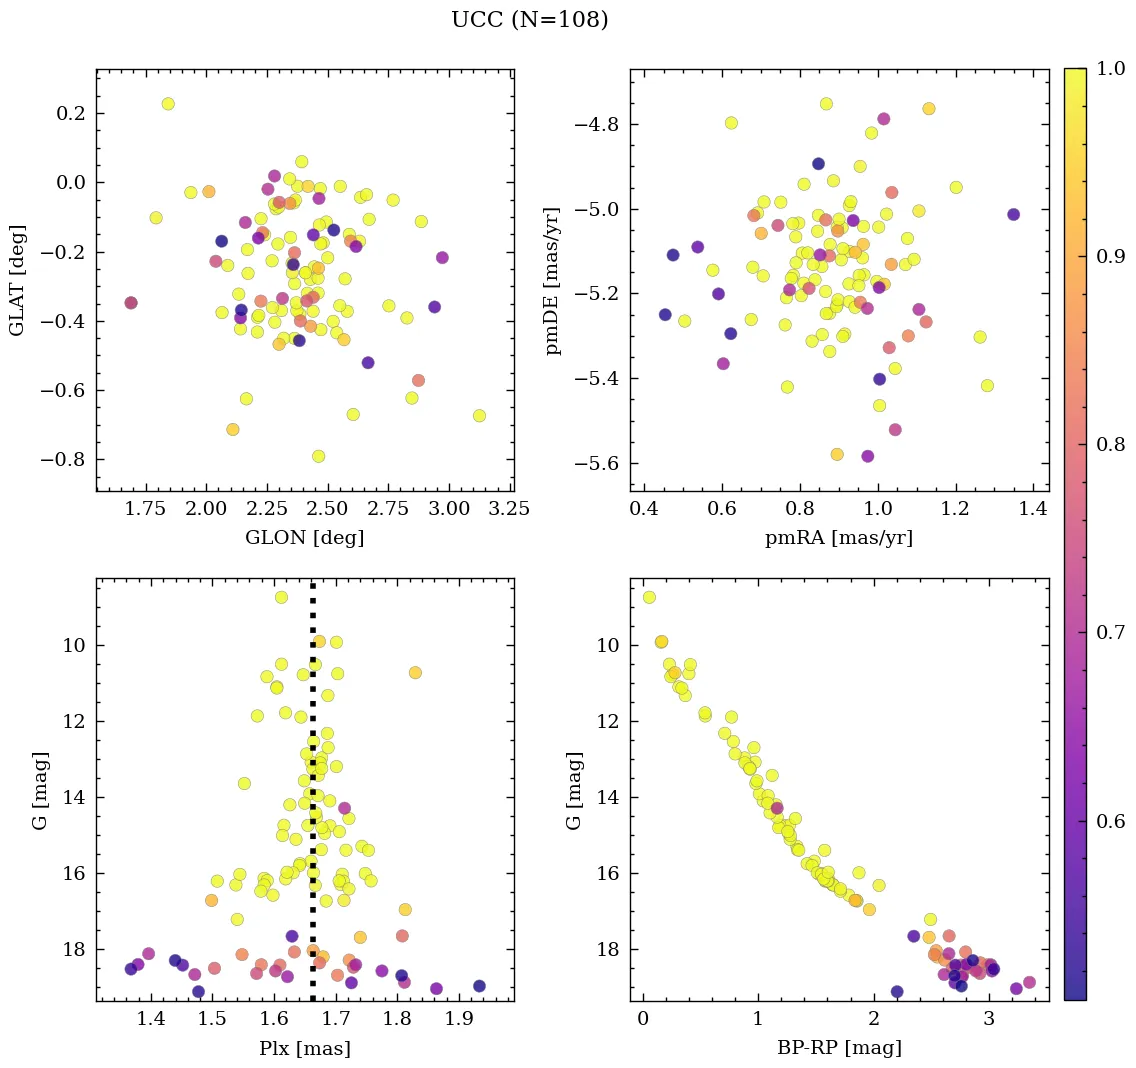 UCC (N=108)
0.2
0.0
−0.2
−0.4
−0.6
−0.8
GLAT [deg]
1.75 2.00 2.25 2.50 2.75 3.00 3.25
GLON [deg]
−4.8
−5.0
−5.2
−5.4
−5.6
pmDE [mas/yr]
0.4 0.6 0.8 1.0 1.2 1.4
pmRA [mas/yr]
1.0
0.9
0.8
0.7
0.6
10
12
14
16
18
G [mag]
1.4 1.5 1.6 1.7 1.8 1.9
Plx [mas]
10
12
14
16
18
G [mag]
0 1 2 3
BP-RP [mag]